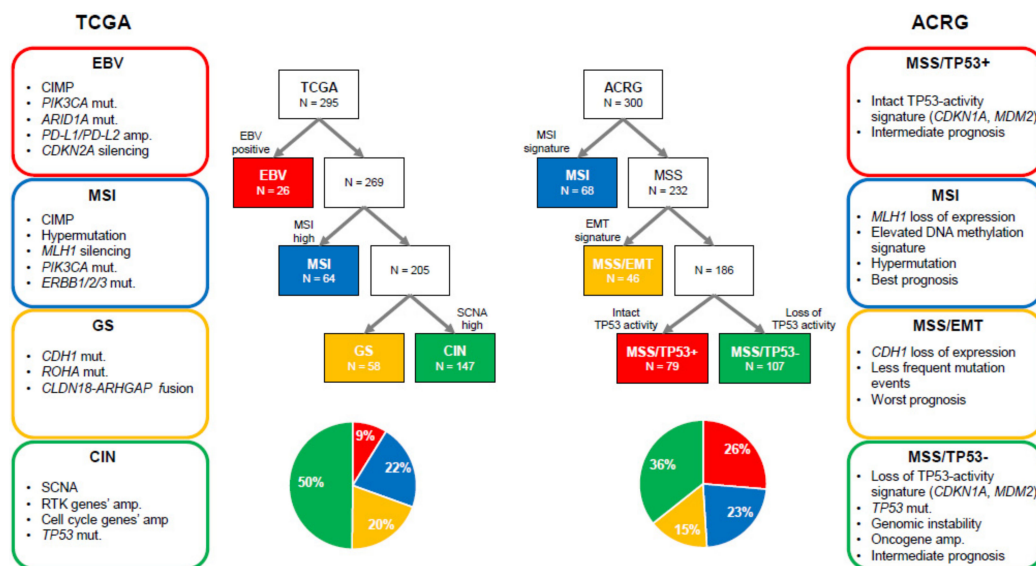 TCGA
EBV
• CIMP
• PIK3CA mut.
• ARID1A mut.
• PD-L1/PD-L2 amp.
• CDKN2A silencing
MSI
• CIMP
• Hypermutation
• MLH1 silencing
• PIK3CA mut.
• ERBB1/2/3 mut.
GS
• CDH1 mut.
• ROHA mut.
• CLDN18-ARHGAP fusion
CIN
• SCNA
• RTK genes' amp.
• Cell cycle genes' amp
• TP53 mut.
TCGA
N = 295
EBV
positive
EBV
N = 26
N = 269
MSI
high
MSI
N = 64
N = 205
SCNA
high
GS
N = 58
CIN
N = 147
9%
22%
20%
50%
ACRG
N = 300
MSI
signature
MSI
N = 68
MSS
N = 232
EMT
signature
MSS/EMT
N = 46
N = 186
Intact
TP53 activity
Loss of
TP53 activity
MSS/TP53+
N = 79
MSS/TP53-
N = 107
26%
23%
15%
36%
ACRG
MSS/TP53+
• Intact TP53-activity
signature (CDKN1A, MDM2)
• Intermediate prognosis
MSI
• MLH1 loss of expression
• Elevated DNA methylation
signature
• Hypermutation
• Best prognosis
MSS/EMT
• CDH1 loss of expression
• Less frequent mutation
events
• Worst prognosis
MSS/TP53-
• Loss of TP53-activity
signature (CDKN1A, MDM2)
• TP53 mut.
• Genomic instability
• Oncogene amp.
• Intermediate prognosis